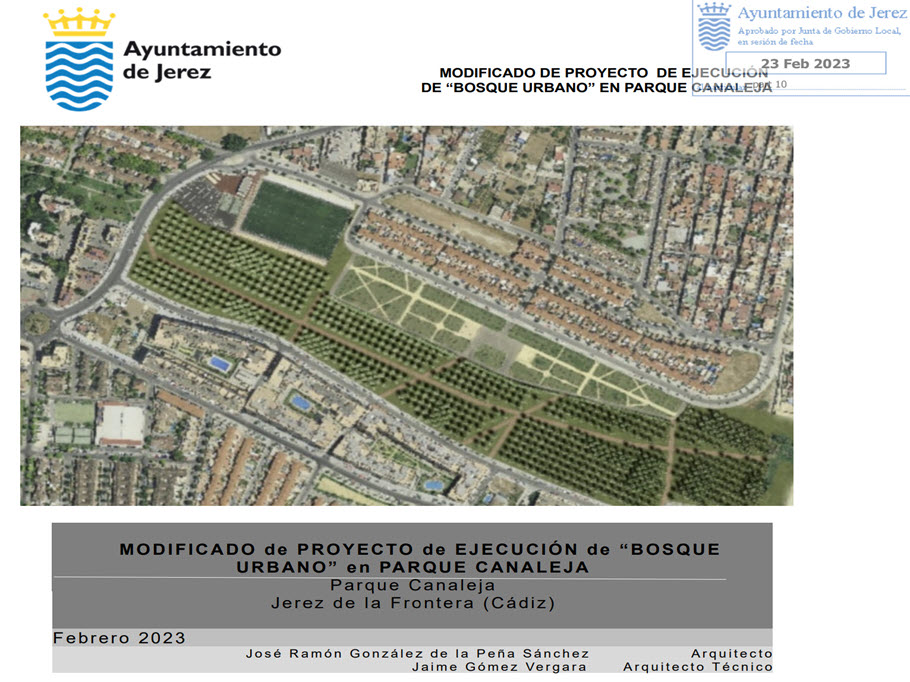 Ayuntamiento
de Jerez
Ayuntamiento de Jerez
Aprobado por Junta de Gobierno Local,
en sesión de fecha
23 Feb 2023
10
MODIFICADO DE PROYECTO DE EJECUCIÓN
DE “BOSQUE URBANO” EN PARQUE CANALEJA
MODIFICADO de PROYECTO de EJECUCIÓN de “BOSQUE
URBANO” en PARQUE CANALEJA
Parque Canaleja
Jerez de la Frontera (Cádiz)
Febrero 2023
José Ramón González de la Peña Sánchez Arquitecto
Jaime Gómez Vergara Arquitecto Técnico